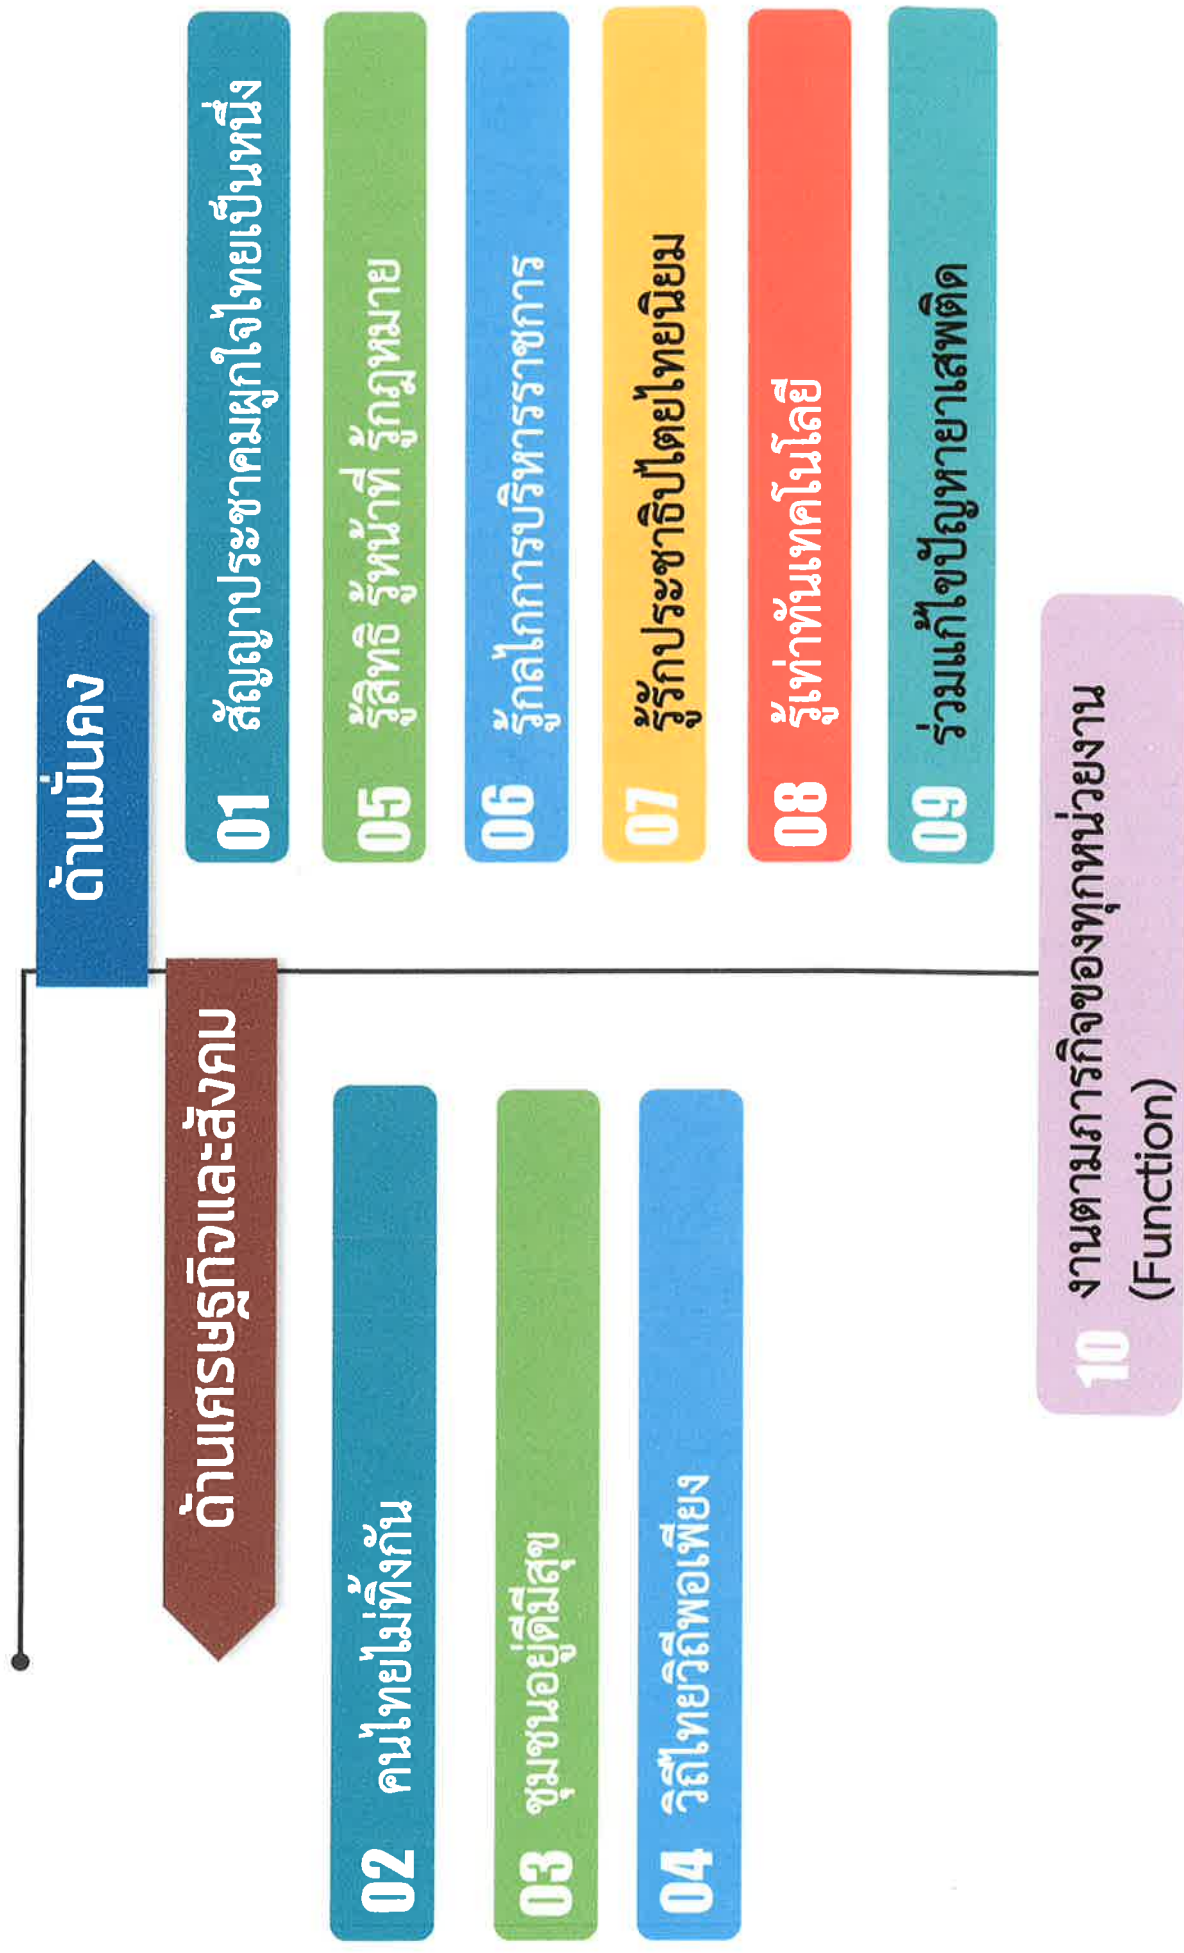 ด้านมั่นคง
ด้านเศรษฐกิจและสังคม
01 สัญญาประชาคมผูกใจไทยเป็นหนึ่ง
02 คนไทยไม่ทิ้งกัน
05 รู้สิทธิ รู้หน้าที่ รู้กฎหมาย
03 ชุมชนอยู่ดีมีสุข
06 รู้กลไกการบริหารราชการ
04 วิถีไทยวิถีพอเพียง
07 รู้รักประชาธิปไตยไทยนิยม
08 รู้เท่าทันเทคโนโลยี
09 ร่วมแก้ไขปัญหายาเสพติด
10 งานตามภารกิจของทุกหน่วยงาน
(Function)